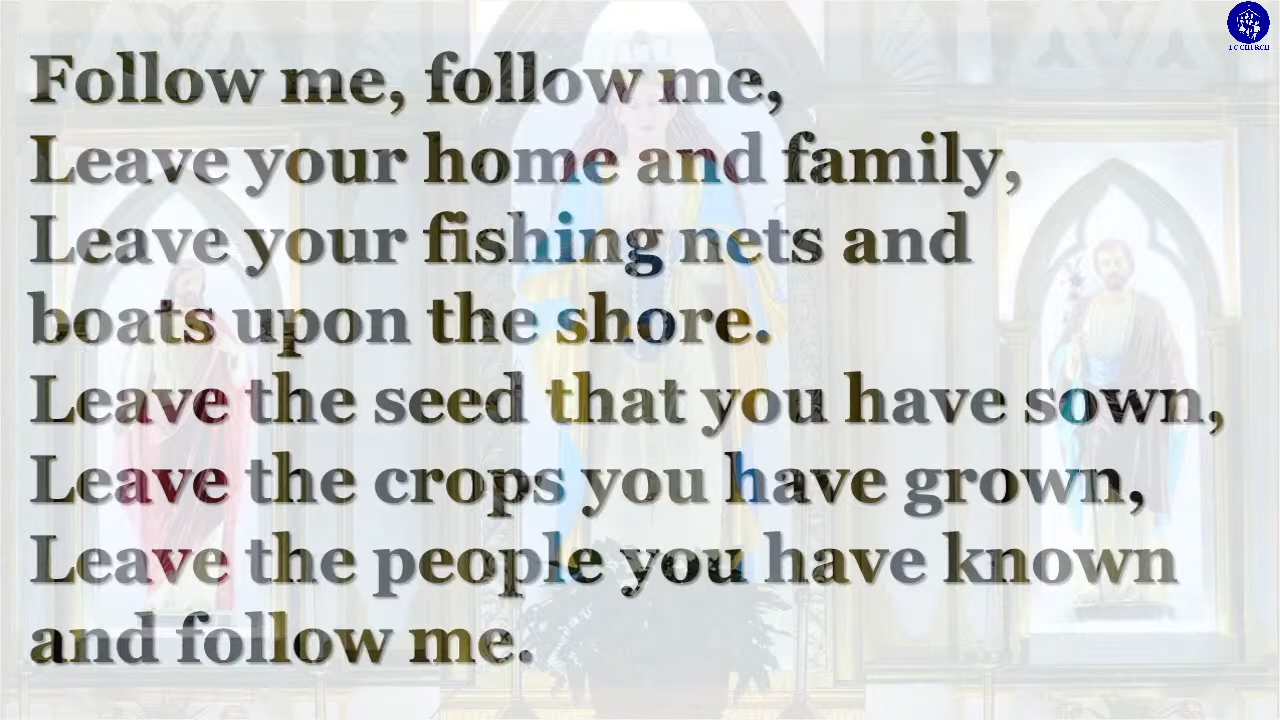 I C CHURCH
Follow me, follow me,
Leave your home and family,
Leave your fishing nets and
boats upon the shore.
Leave the seed that you have sown,
Leave the crops you have grown,
Leave the people you have known
and follow me.